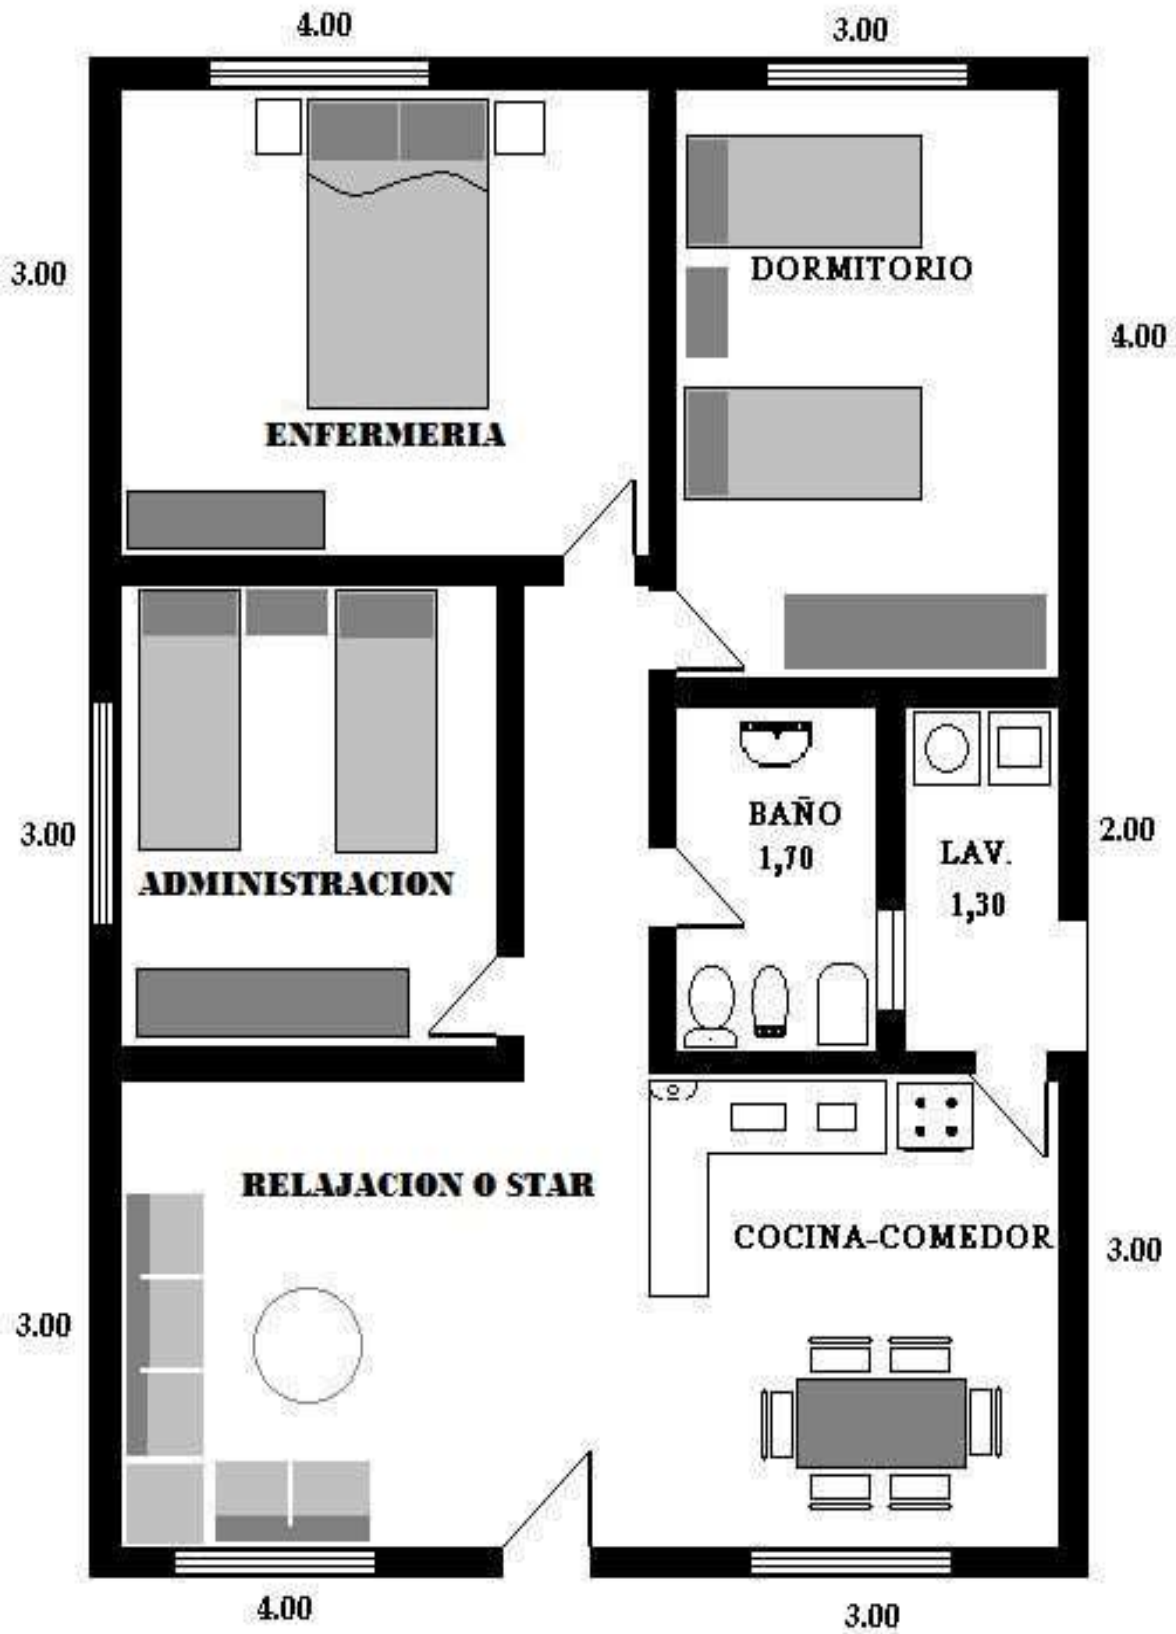 4.00
3.00
3.00
DORMITORIO
4.00
ENFERMERIA
3.00
BAÑO
1,70
2.00
LAV.
1,30
ADMINISTRACION
RELAJACION O STAR
COCINA-COMEDOR
3.00
3.00
4.00
3.00